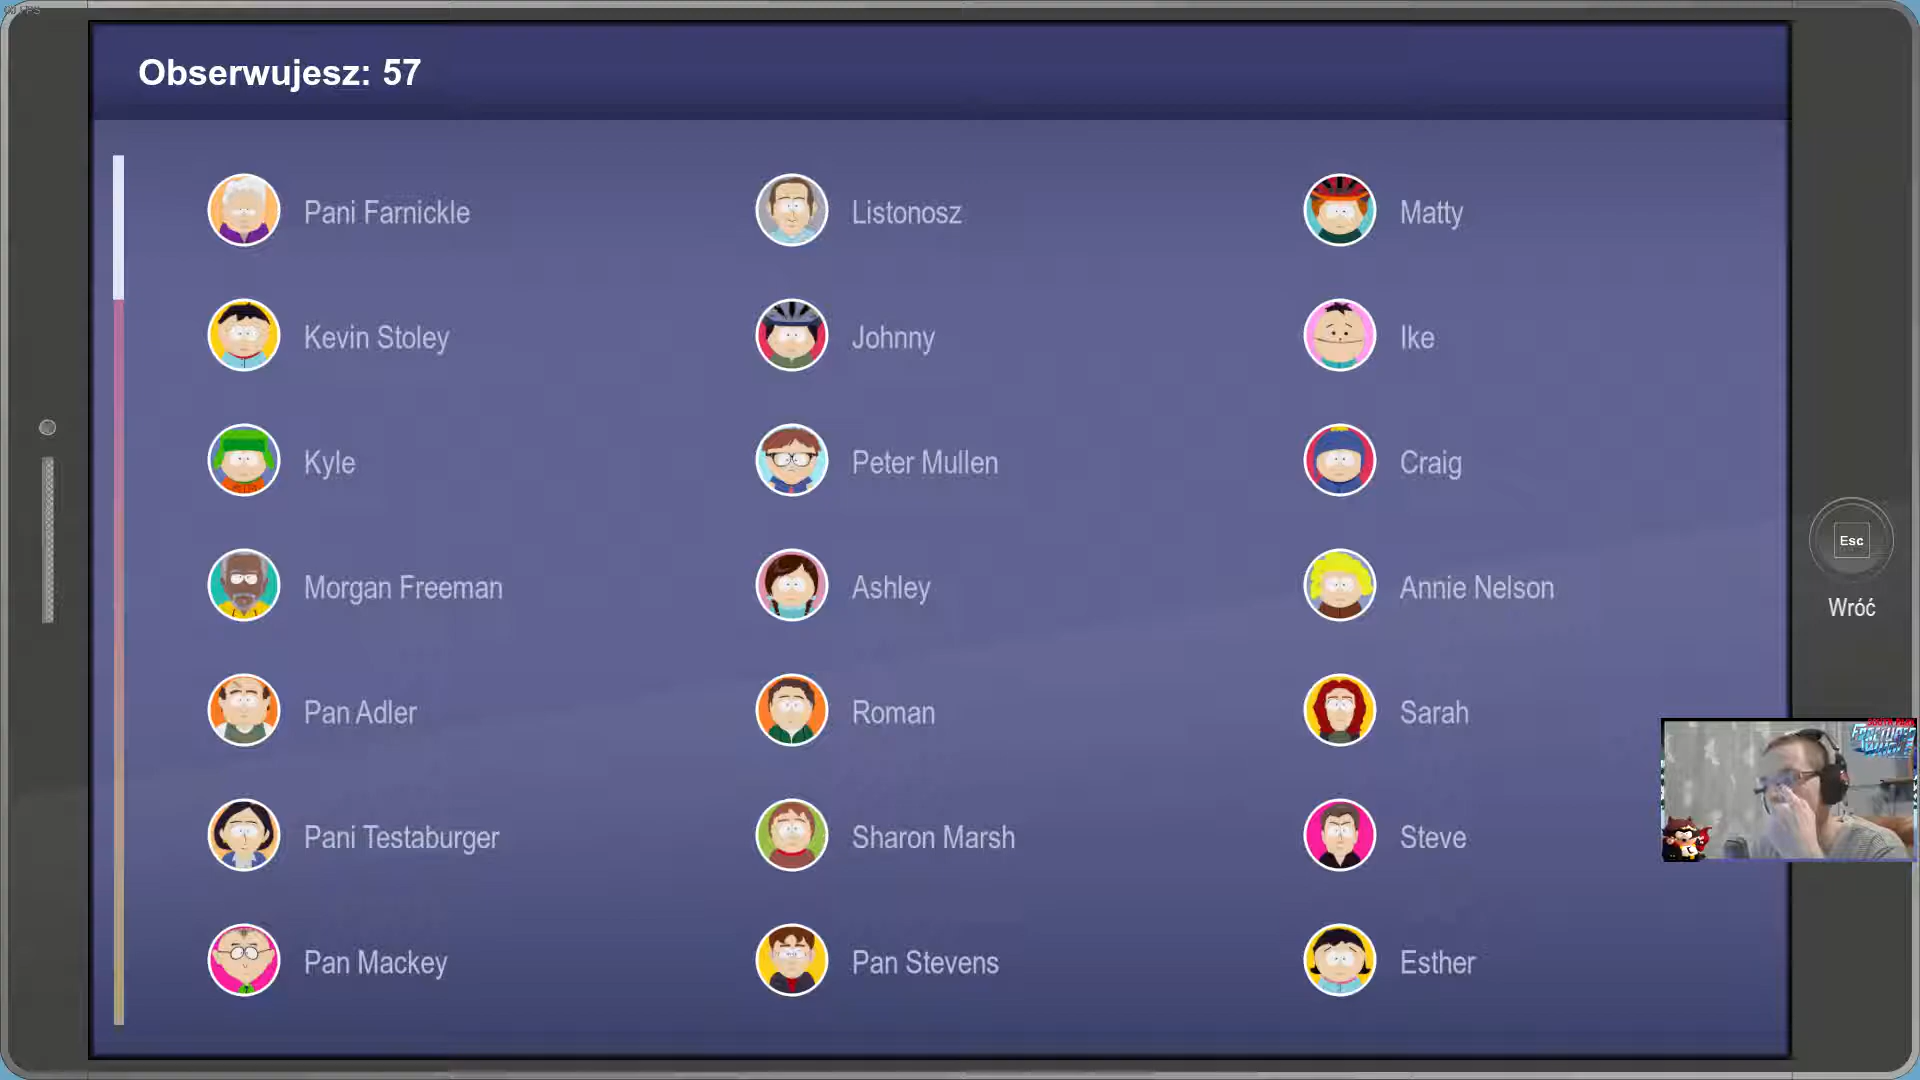 Obserwujesz: 57
Pani Farnickle
Listonosz
Matty
Kevin Stoley
Johnny
Ike
Kyle
Peter Mullen
Craig
Morgan Freeman
Ashley
Annie Nelson
Esc
Wróć
Pan Adler
Roman
Sarah
Pani Testaburger
Sharon Marsh
Steve
Pan Mackey
Pan Stevens
Esther